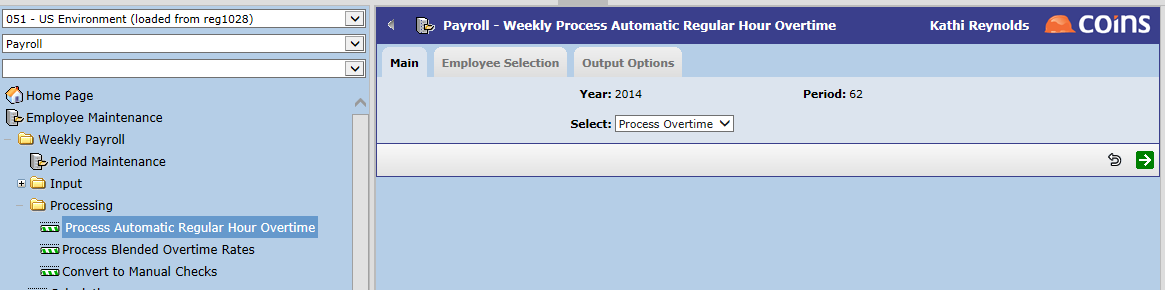 051 - US Environment (loaded from reg1028)
Payroll
Home Page
Employee Maintenance
Weekly Payroll
Period Maintenance
Input
Processing
Process Automatic Regular Hour Overtime
Process Blended Overtime Rates
Convert to Manual Checks
Payroll - Weekly Process Automatic Regular Hour Overtime
Kathi Reynolds
coins
Main
Employee Selection
Output Options
Year: 2014
Period: 62
Select: Process Overtime